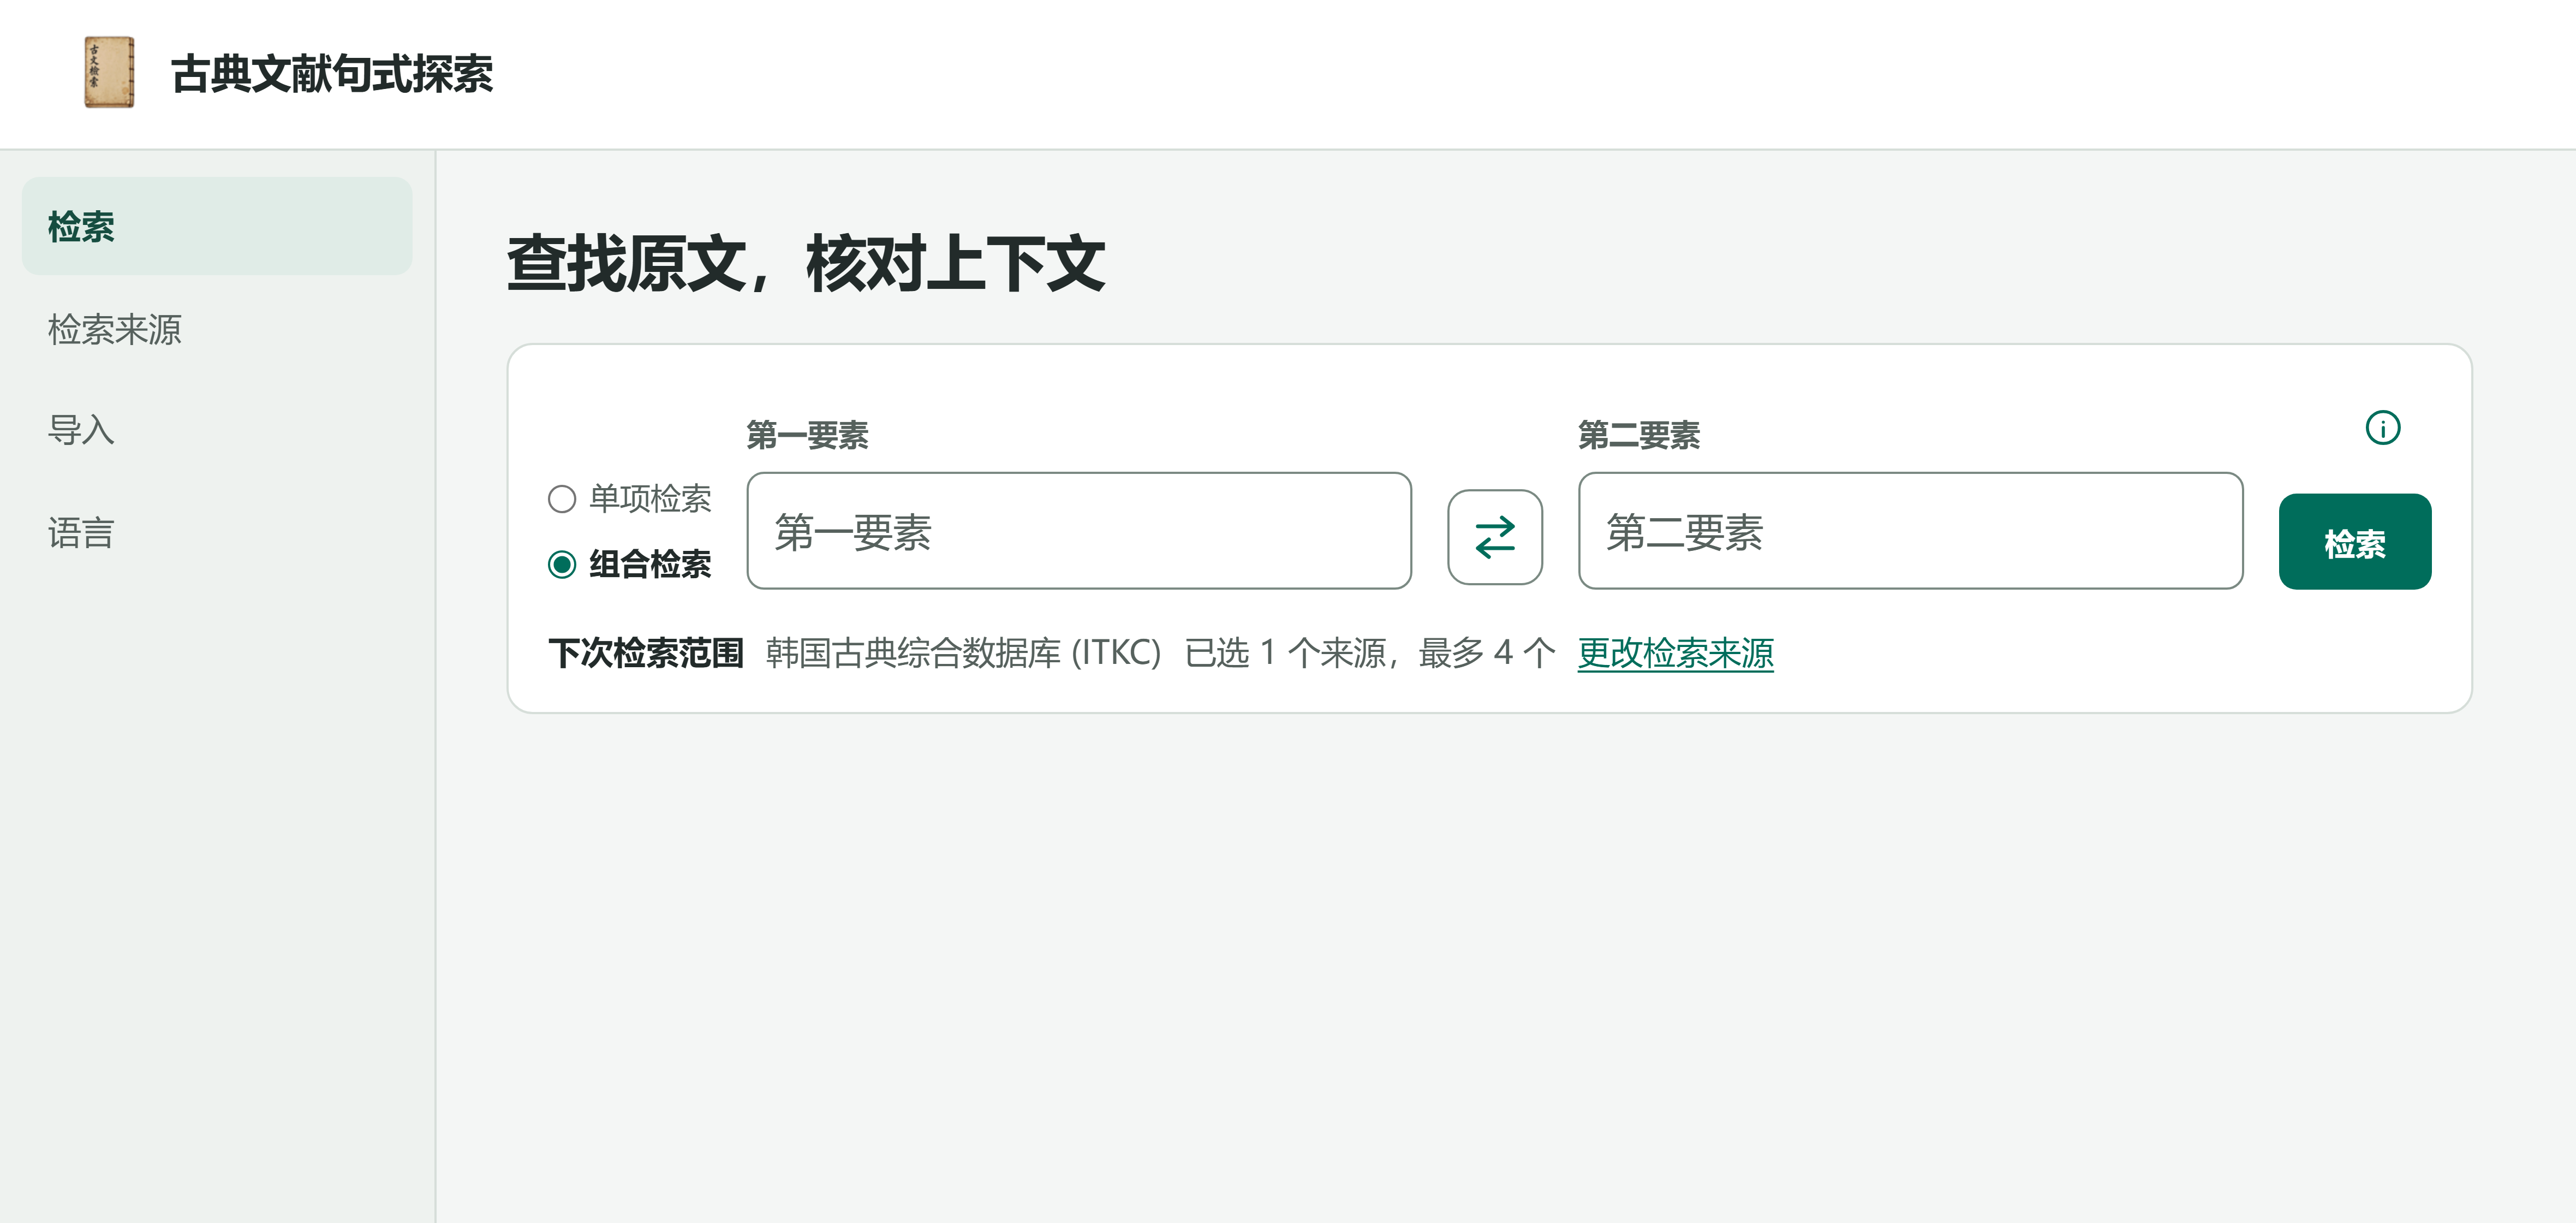 古文檢索
古典文献句式探索
检索
检索来源
导入
语言
查找原文，核对上下文
第一要素
第二要素
单项检索
组合检索
第一要素
第二要素
检索
下次检索范围 韩国古典综合数据库 (ITKC) 已选 1 个来源，最多 4 个 更改检索来源